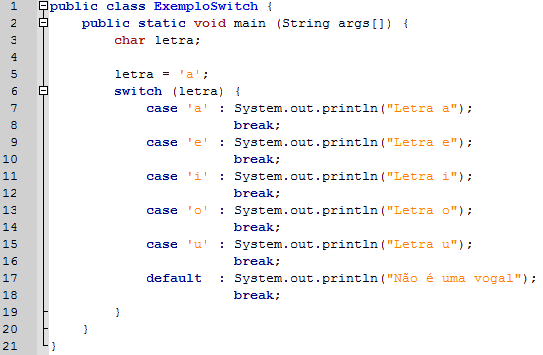 1 public class ExemploSwitch {
2     public static void main (String args[]) {
3         char letra;
4
5         letra = 'a';
6         switch (letra) {
7             case 'a' : System.out.println("Letra a");
8                        break;
9             case 'e' : System.out.println("Letra e");
10                       break;
11            case 'i' : System.out.println("Letra i");
12                       break;
13            case 'o' : System.out.println("Letra o");
14                       break;
15            case 'u' : System.out.println("Letra u");
16                       break;
17            default  : System.out.println("Não é uma vogal");
18                       break;
19        }
20    }
21 }